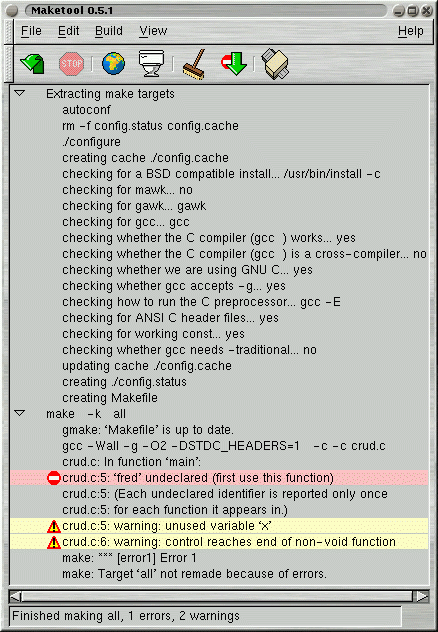 Maketool 0.5.1
File Edit Build View Help
STOP
Extracting make targets
autoconf
rm -f config.status config.cache
./configure
creating cache ./config.cache
checking for a BSD compatible install... /usr/bin/install -c
checking for mawk... no
checking for gawk... gawk
checking for gcc... gcc
checking whether the C compiler (gcc  ) works... yes
checking whether the C compiler (gcc  ) is a cross-compiler... no
checking whether we are using GNU C... yes
checking whether gcc accepts -g... yes
checking how to run the C preprocessor... gcc -E
checking for ANSI C header files... yes
checking for working const... yes
checking whether gcc needs -traditional... no
updating cache ./config.cache
creating ./config.status
creating Makefile
make  -k  all
gmake: ‘Makefile’ is up to date.
gcc -Wall -g -O2 -DSTDC_HEADERS=1   -c -c crud.c
crud.c: In function ‘main’:
crud.c:5: ‘fred’ undeclared (first use this function)
crud.c:5: (Each undeclared identifier is reported only once
crud.c:5: for each function it appears in.)
crud.c:5: warning: unused variable ‘x’
crud.c:6: warning: control reaches end of non-void function
make: *** [error1] Error 1
make: Target ‘all’ not remade because of errors.
Finished making all, 1 errors, 2 warnings